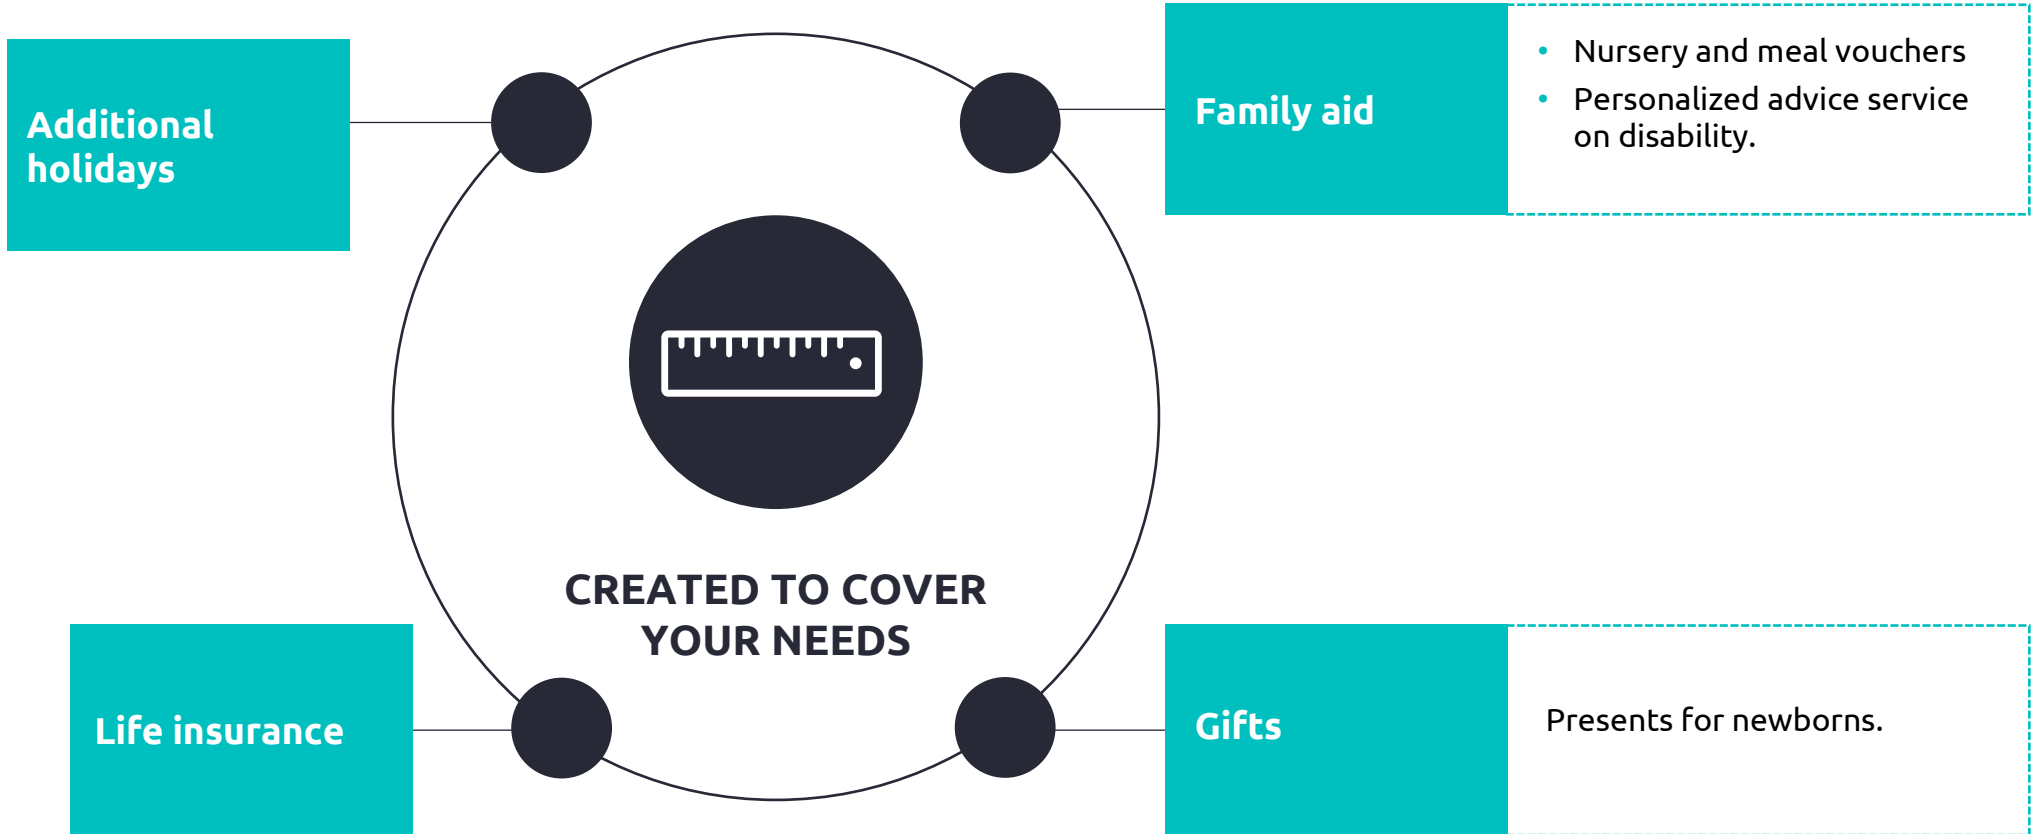 Additional
holidays
Family aid
• Nursery and meal vouchers
• Personalized advice service
on disability.
CREATED TO COVER
YOUR NEEDS
Life insurance
Gifts
Presents for newborns.